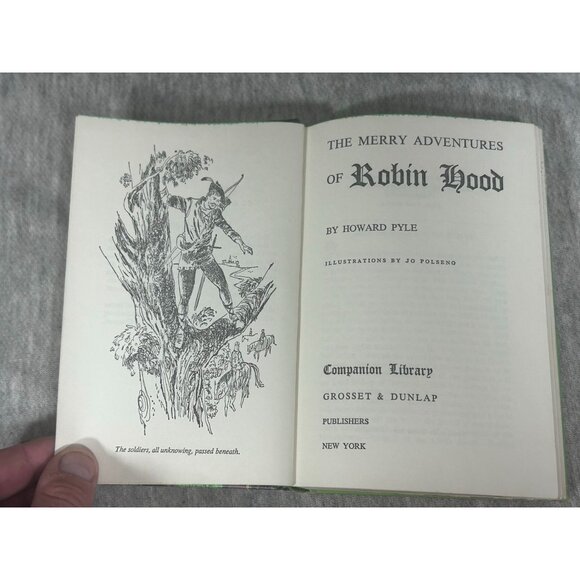 The soldiers, all unknowing, passed beneath.
THE MERRY ADVENTURES
OF Robin Hood
BY HOWARD PYLE
ILLUSTRATIONS BY JO POLSENO
Companion Library
GROSSET & DUNLAP
PUBLISHERS
NEW YORK